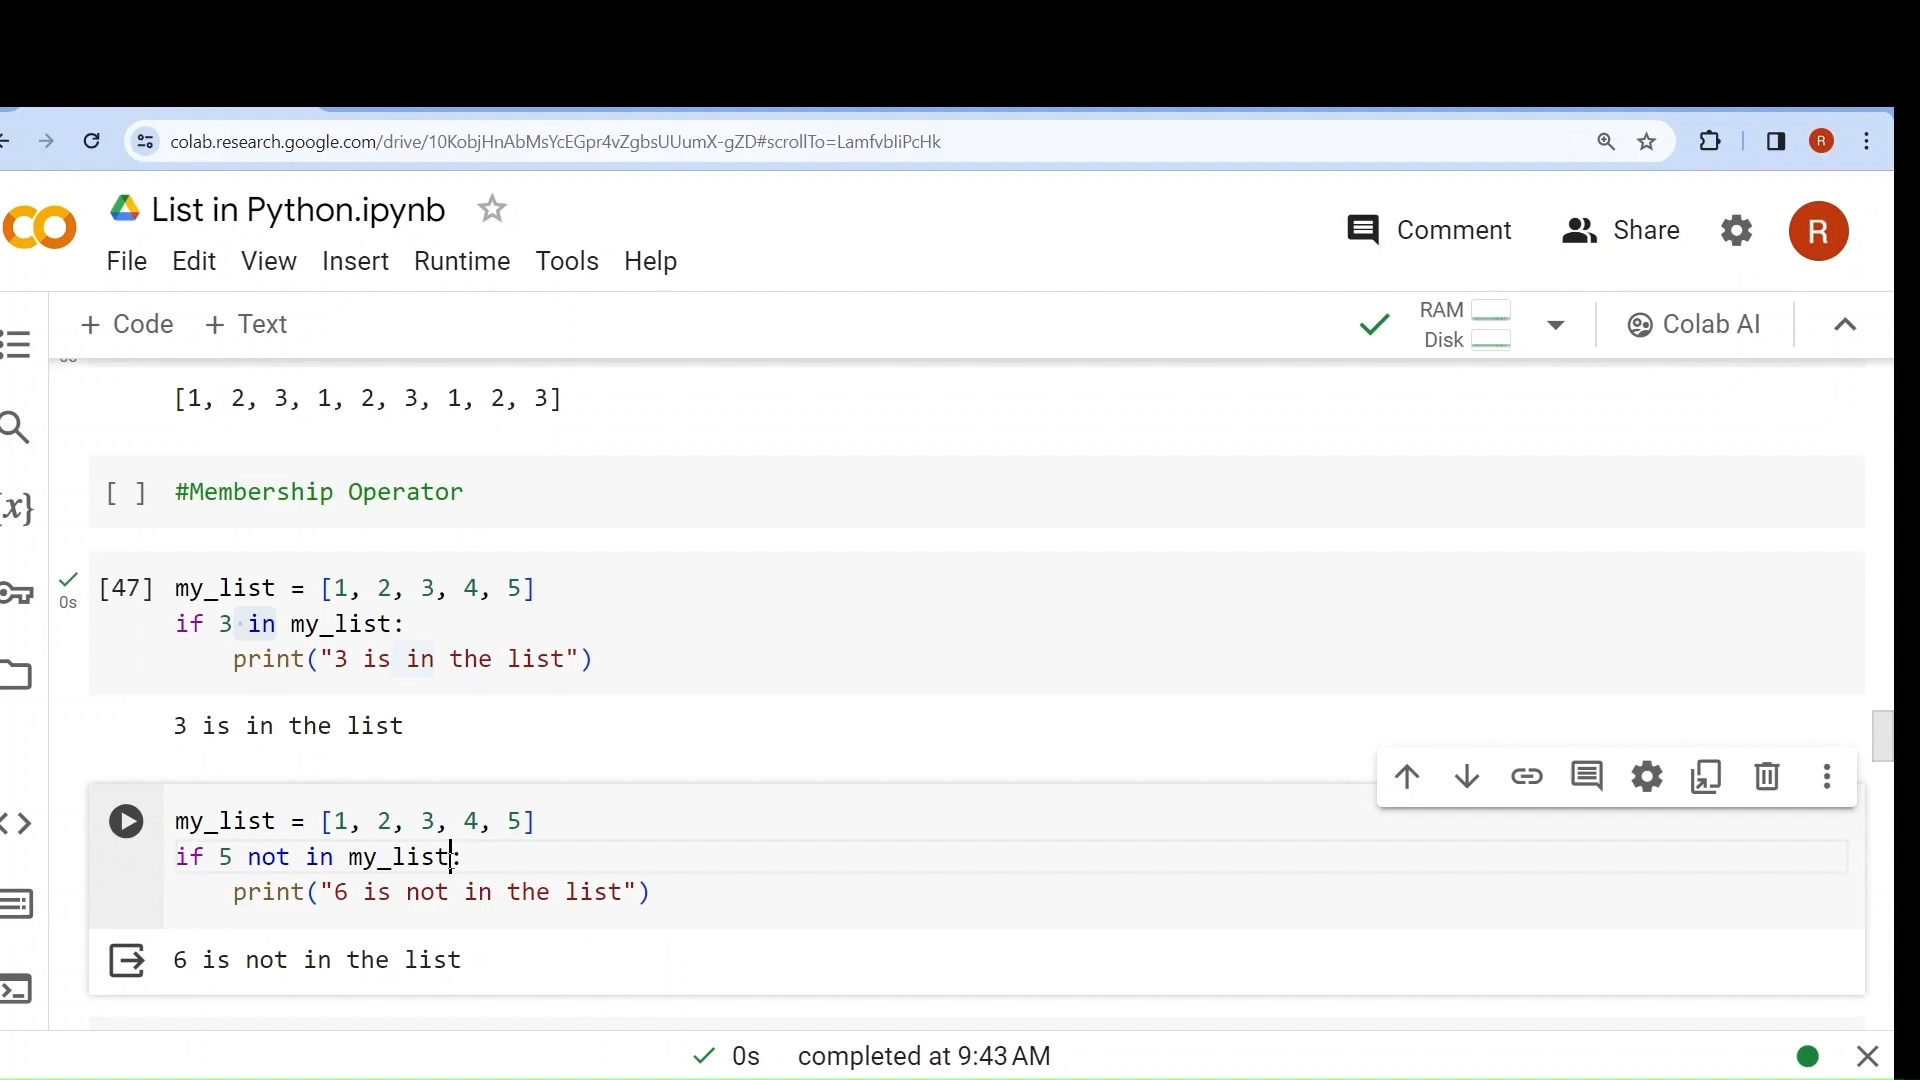 colab.research.google.com/drive/10KobjHnAbMsYcEGpr4vZgbsUUumX-gZD#scrollTo=LamfvbIiPcHk
R
List in Python.ipynb
File Edit View Insert Runtime Tools Help
Comment
Share
R
+ Code + Text
RAM
Disk
Colab AI
[1, 2, 3, 1, 2, 3, 1, 2, 3]
{x}
[ ] #Membership Operator
[47] my_list = [1, 2, 3, 4, 5]
0s
if 3 in my_list:
print("3 is in the list")
3 is in the list
my_list = [1, 2, 3, 4, 5]
if 5 not in my_list:
print("6 is not in the list")
6 is not in the list
0s completed at 9:43 AM